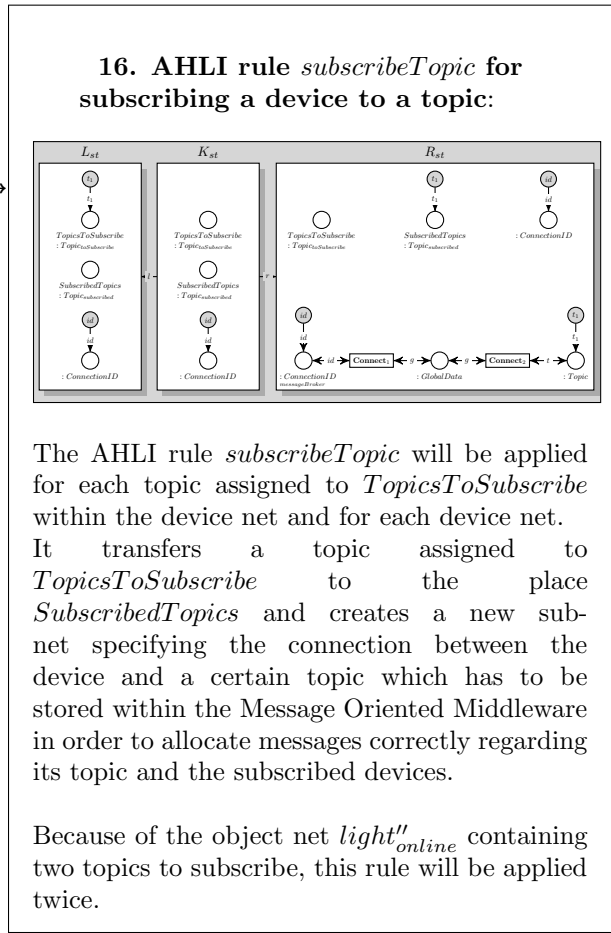 16. AHLI rule subscribeTopic for
subscribing a device to a topic:
L_st K_st R_st
t_1 t_1 id
t_1 t_1 id
TopicsToSubscribe TopicsToSubscribe TopicsToSubscribe SubscribedTopics : ConnectionID
: Topic_toSubscribe : Topic_toSubscribe : Topic_toSubscribe : Topic_subscribed
l r
SubscribedTopics SubscribedTopics
: Topic_subscribed : Topic_subscribed
id id id t_1
id id id t_1
id Connect_1 g g Connect_2 t
: ConnectionID : ConnectionID : ConnectionID : GlobalData : Topic
messageBroker
The AHLI rule subscribeTopic will be applied
for each topic assigned to TopicsToSubscribe
within the device net and for each device net.
It transfers a topic assigned to
TopicsToSubscribe to the place
SubscribedTopics and creates a new sub-
net specifying the connection between the
device and a certain topic which has to be
stored within the Message Oriented Middleware
in order to allocate messages correctly regarding
its topic and the subscribed devices.
Because of the object net light''_online containing
two topics to subscribe, this rule will be applied
twice.